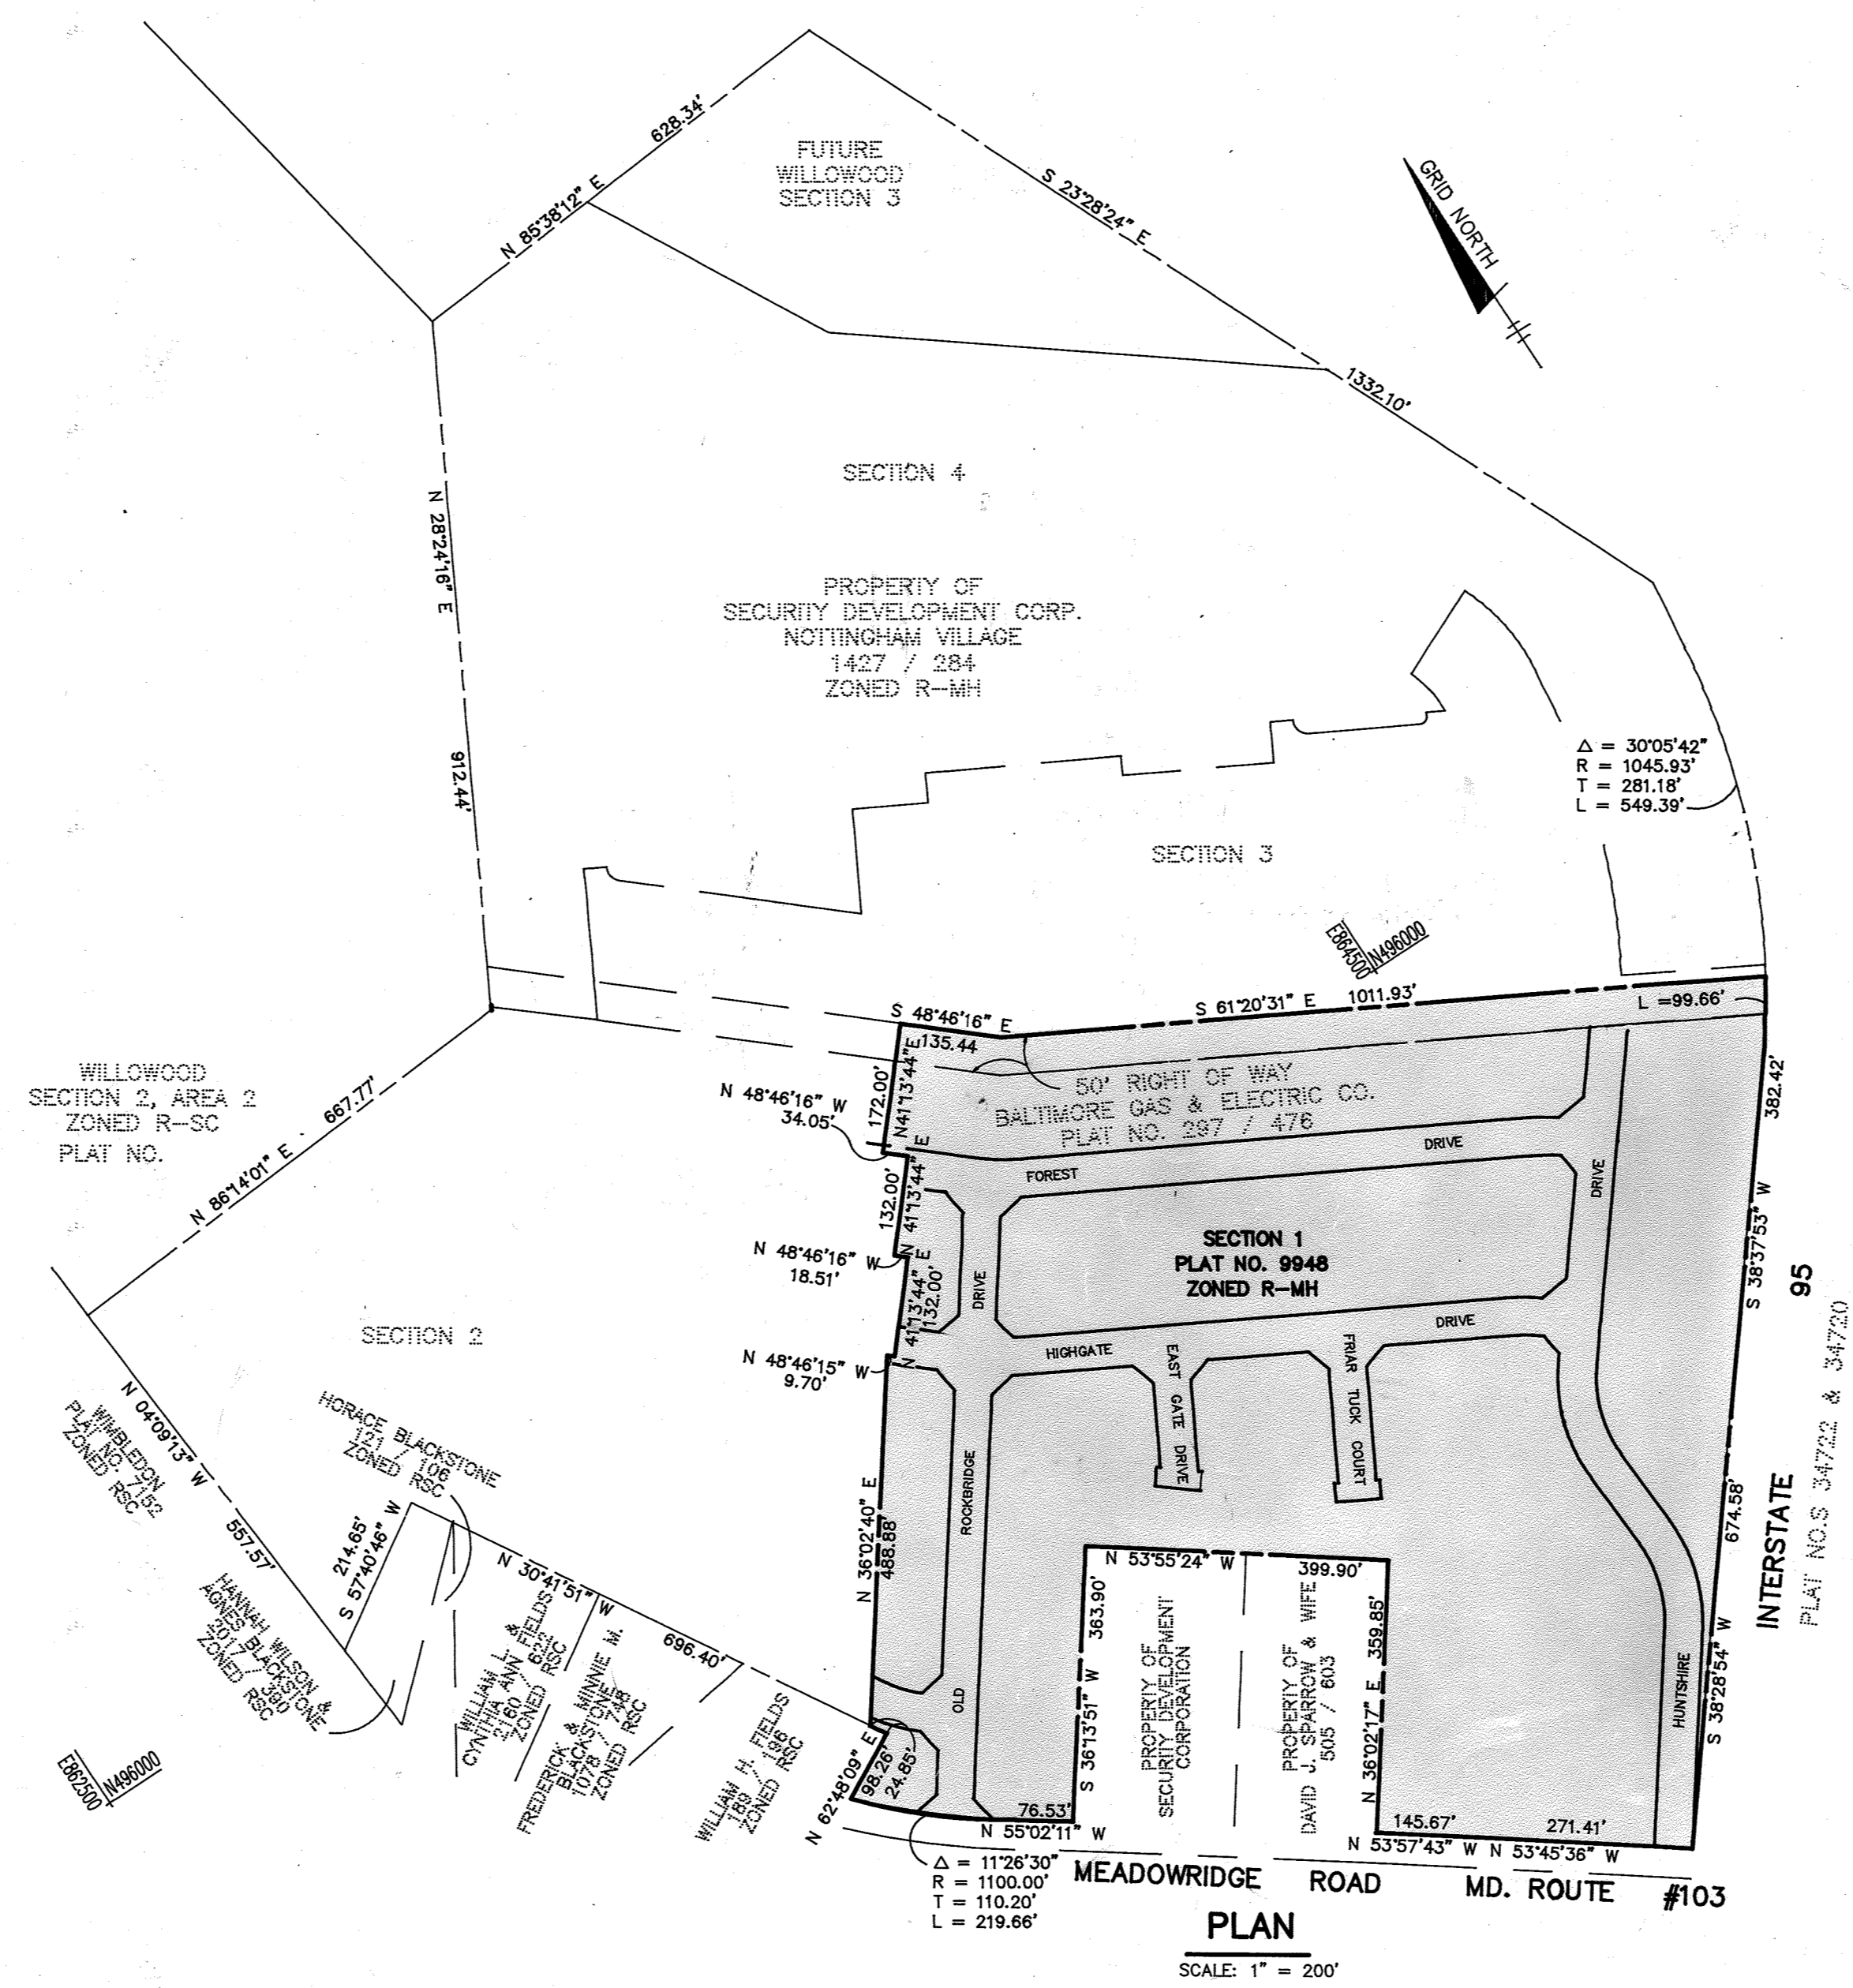 628.34'
N 85°38'12" E
FUTURE
WILLOWOOD
SECTION 3
S 23°28'24" E
GRID NORTH
1332.10'
SECTION 4
N 28°24'16" E
912.44'
PROPERTY OF
SECURITY DEVELOPMENT CORP.
NOTTINGHAM VILLAGE
1427 / 284
ZONED R-MH
Δ = 30°05'42"
R = 1045.93'
T = 281.18'
L = 549.39'
SECTION 3
E864500
N496000
S 48°46'16" E
135.44
S 61°20'31" E 1011.93'
L =99.66'
WILLOWOOD
SECTION 2, AREA 2
ZONED R-SC
PLAT NO.
N 86°14'01" E
667.77'
N 48°46'16" W
34.05'
172.00'
N41°13'44"E
50' RIGHT OF WAY
BALTIMORE GAS & ELECTRIC CO.
PLAT NO. 297 / 476
382.42'
FOREST
DRIVE
DRIVE
132.00'
N 41°13'44" E
SECTION 1
PLAT NO. 9948
ZONED R-MH
N 48°46'16" W
18.51'
N 41°13'44" E
132.00'
DRIVE
S 38°37'53" W
SECTION 2
N 48°46'15" W
9.70'
HIGHGATE
DRIVE
EAST GATE DRIVE
FRIAR TUCK COURT
INTERSTATE 95
PLAT NO.S 34722 & 34720
674.58'
N 04°09'13" W
557.57'
WIMBLEDON
PLAT NO. 7152
ZONED RSC
HORACE BLACKSTONE
121 / 106
ZONED RSC
214.65'
S 57°40'46" W
N 30°41'51" W
696.40'
N 36°02'40" E
488.88'
OLD ROCKBRIDGE
N 53°55'24" W
399.90'
363.90'
S 36°13'51" W
PROPERTY OF
SECURITY DEVELOPMENT
CORPORATION
PROPERTY OF
DAVID J. SPARROW & WIFE
505 / 603
359.85'
N 36°02'17" E
HUNTSHIRE
S 38°28'54" W
HANNAH WILSON &
AGNES BLACKSTONE
2017 / 390
ZONED RSC
WILLIAM L. &
CYNTHIA ANN FIELDS
2160 / 622
ZONED RSC
FREDERICK & MINNIE M.
BLACKSTONE
1078 / 748
ZONED RSC
WILLIAM H. FIELDS
189 / 196
ZONED RSC
E862500
N496000
N 62°48'09" E
98.26'
24.85'
76.53'
N 55°02'11" W
145.67'
271.41'
N 53°57'43" W
N 53°45'36" W
Δ = 11°26'30"
R = 1100.00'
T = 110.20'
L = 219.66'
MEADOWRIDGE ROAD MD. ROUTE #103
PLAN
SCALE: 1" = 200'